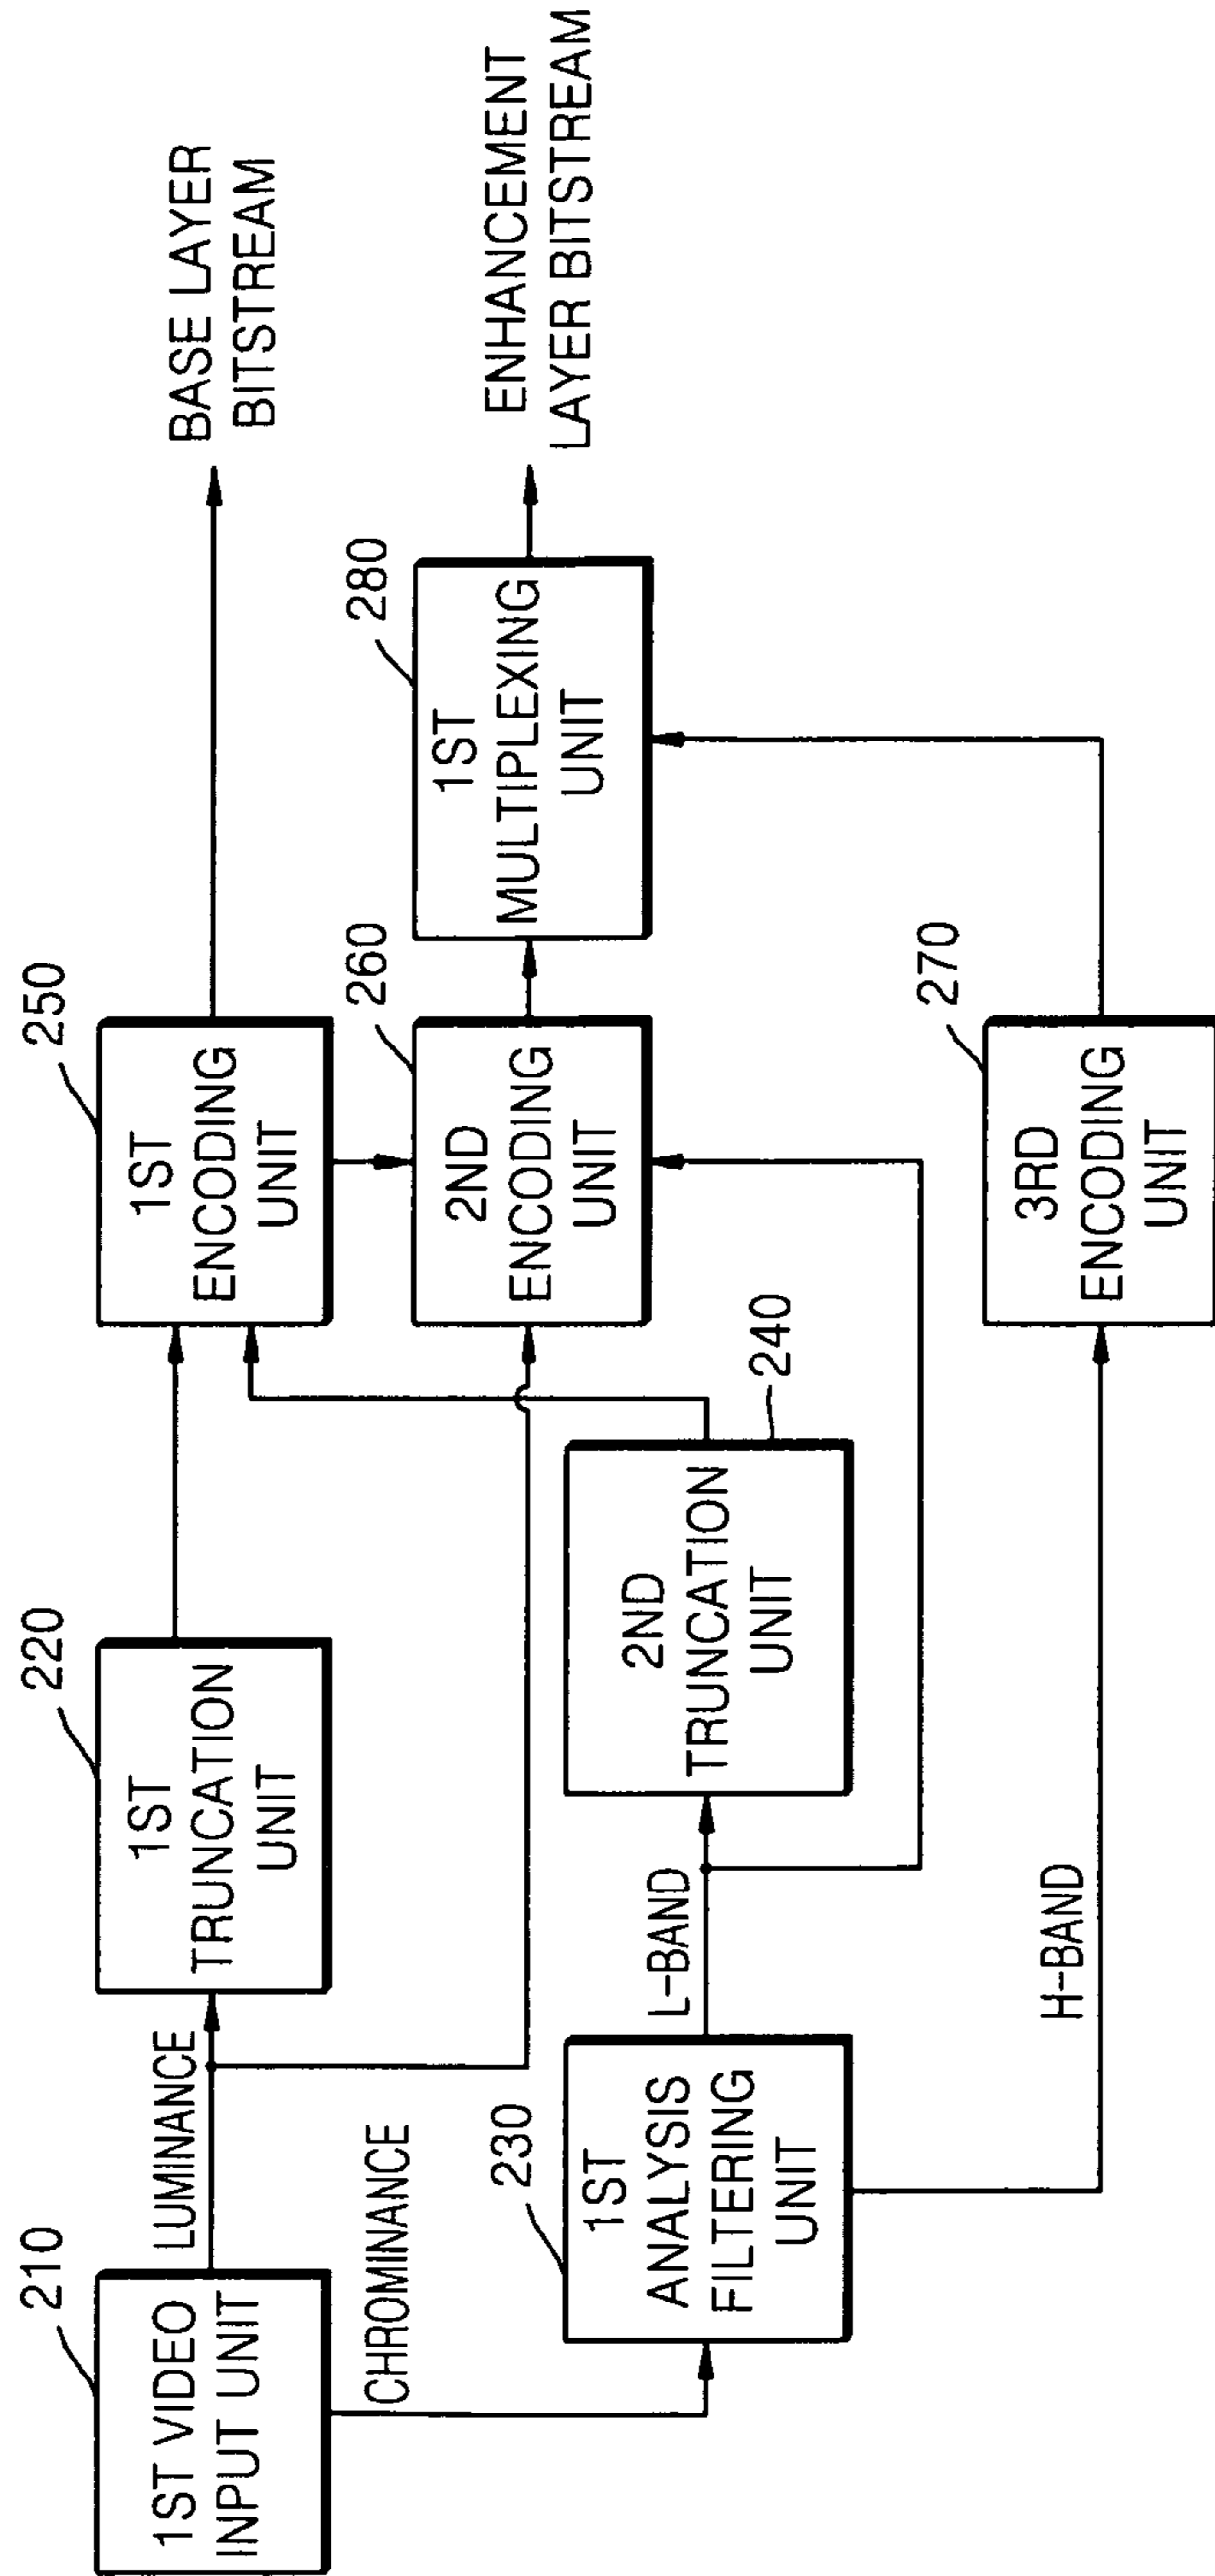 210
1ST VIDEO
INPUT UNIT
LUMINANCE
CHROMINANCE
220
1ST
TRUNCATION
UNIT
230
1ST
ANALYSIS
FILTERING
UNIT
L-BAND
H-BAND
2ND
TRUNCATION
UNIT
240
250
1ST
ENCODING
UNIT
260
2ND
ENCODING
UNIT
270
3RD
ENCODING
UNIT
280
1ST
MULTIPLEXING
UNIT
BASE LAYER
BITSTREAM
ENHANCEMENT
LAYER BITSTREAM